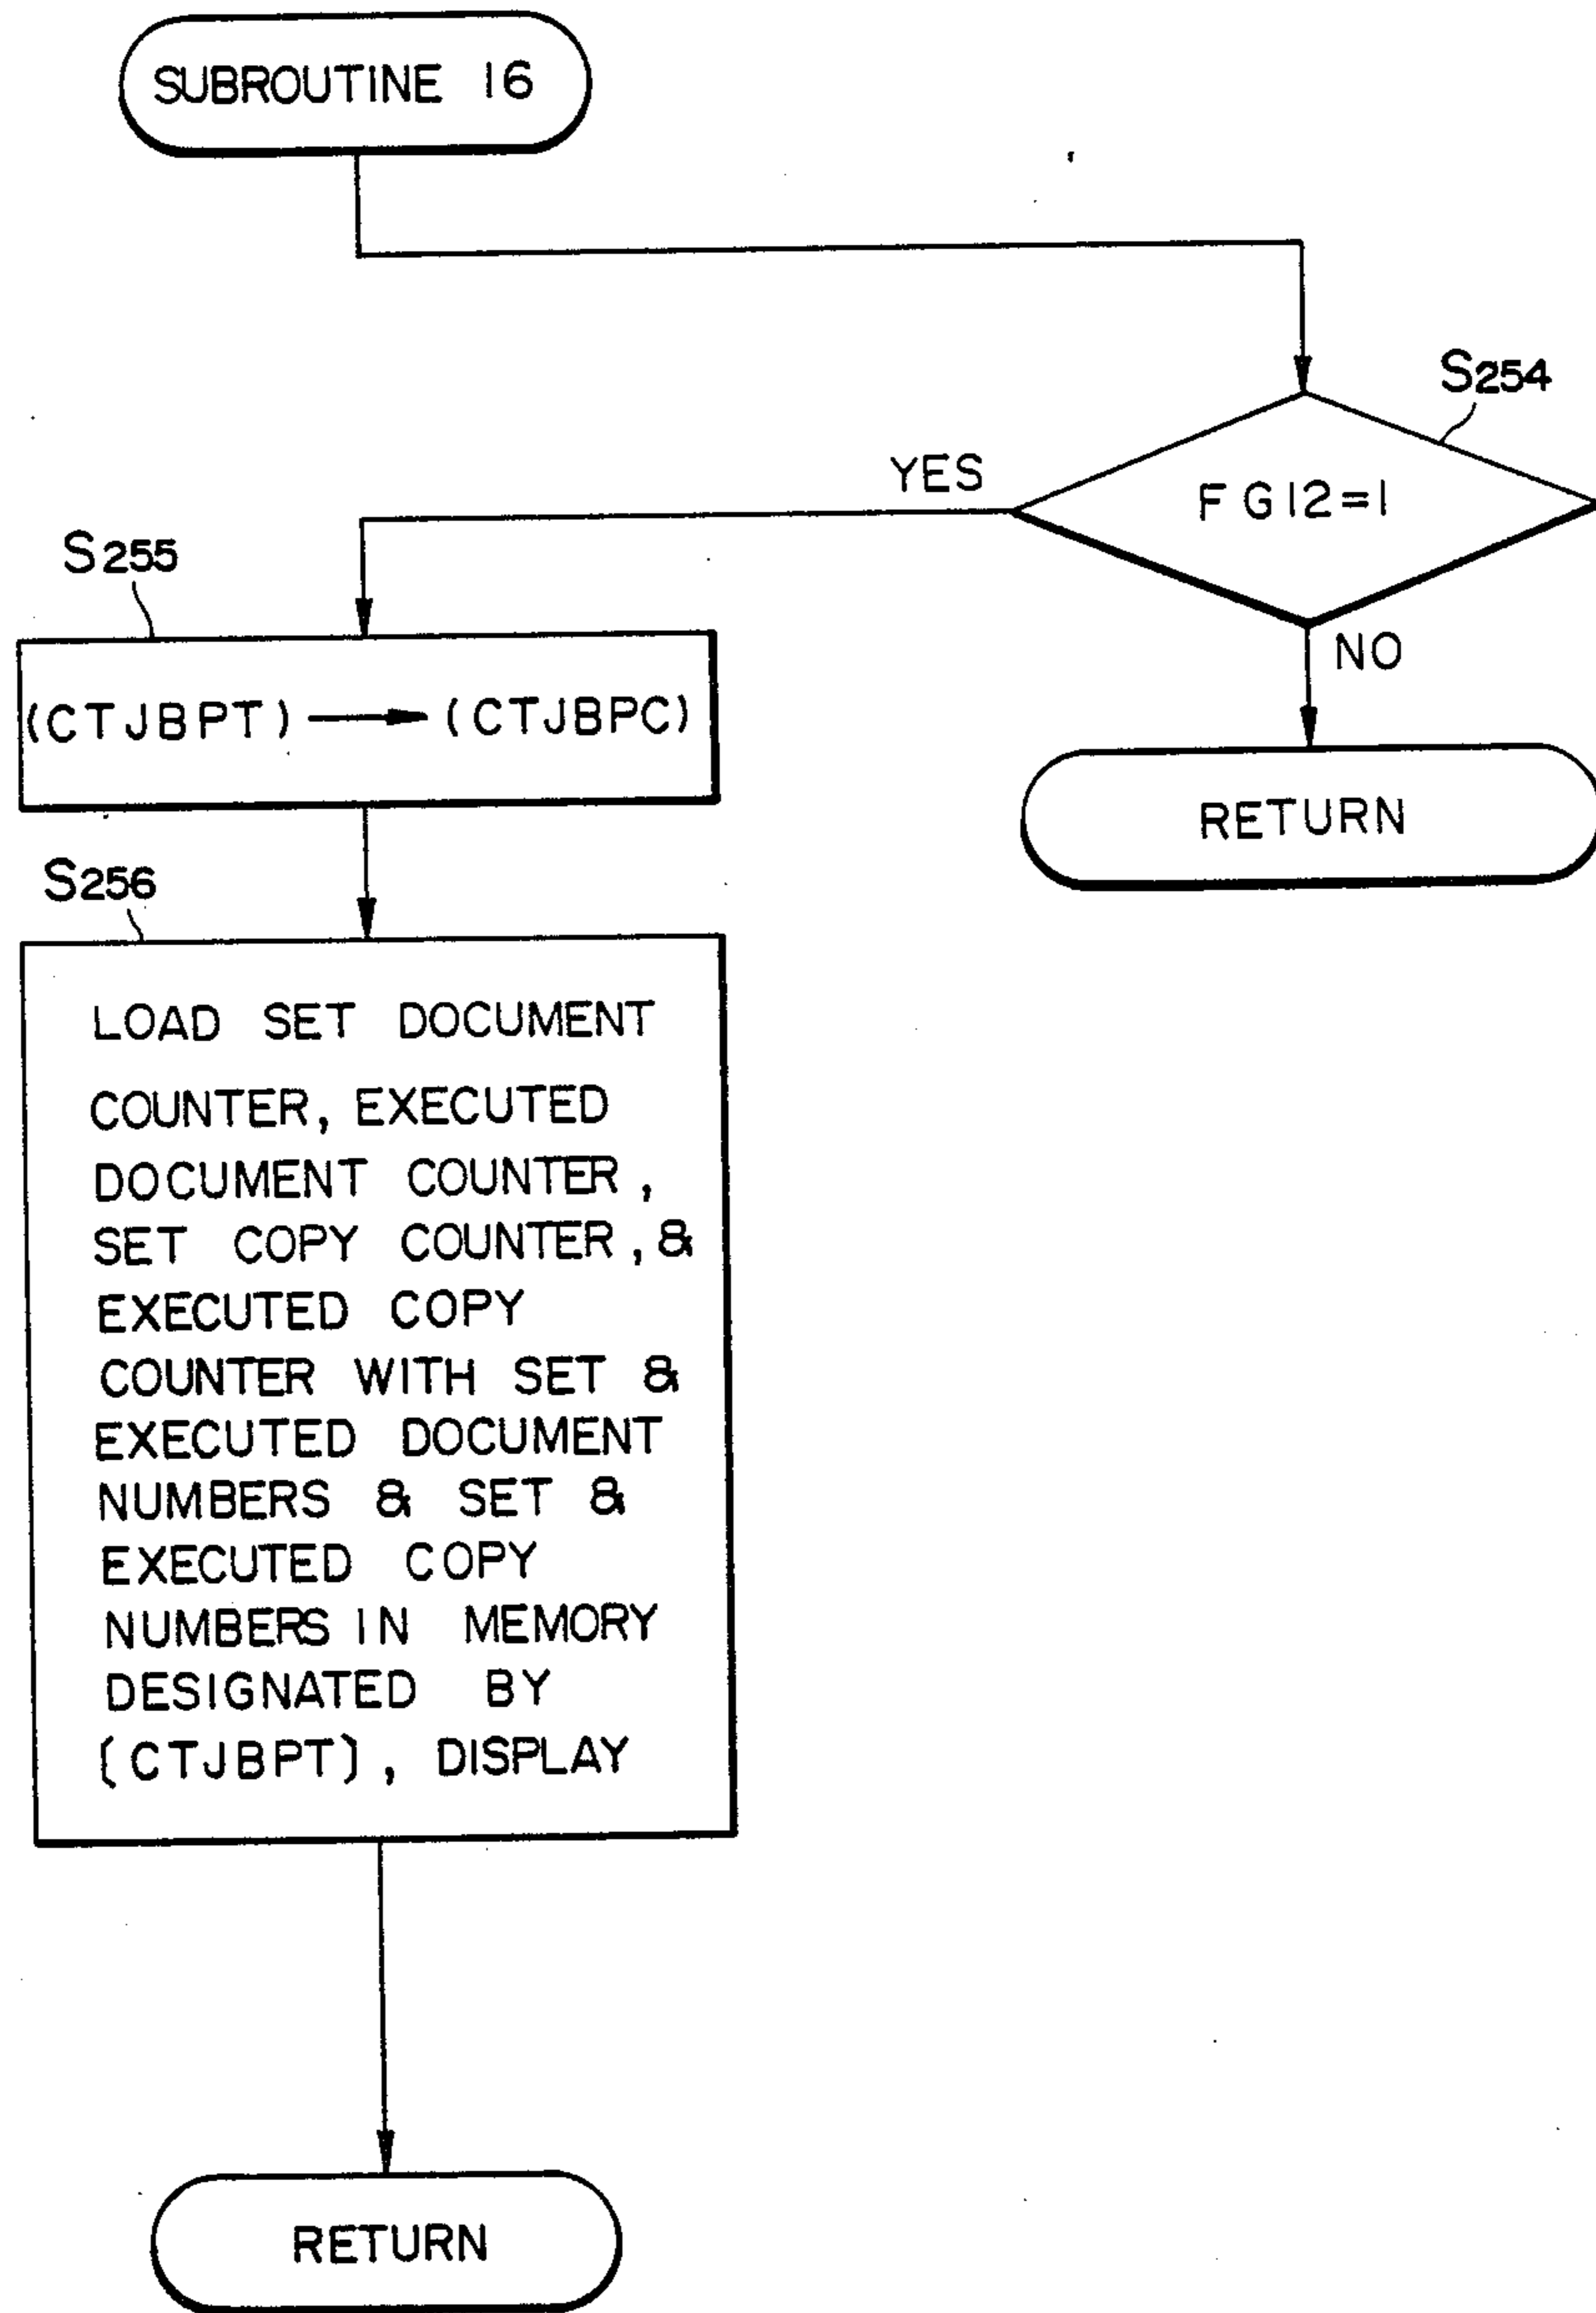 SUBROUTINE 16
S254
FG12=1
YES
NO
RETURN
S255
(CTJBPT) → (CTJBPC)
S256
LOAD SET DOCUMENT
COUNTER, EXECUTED
DOCUMENT COUNTER,
SET COPY COUNTER, &
EXECUTED COPY
COUNTER WITH SET &
EXECUTED DOCUMENT
NUMBERS & SET &
EXECUTED COPY
NUMBERS IN MEMORY
DESIGNATED BY
(CTJBPT), DISPLAY
RETURN